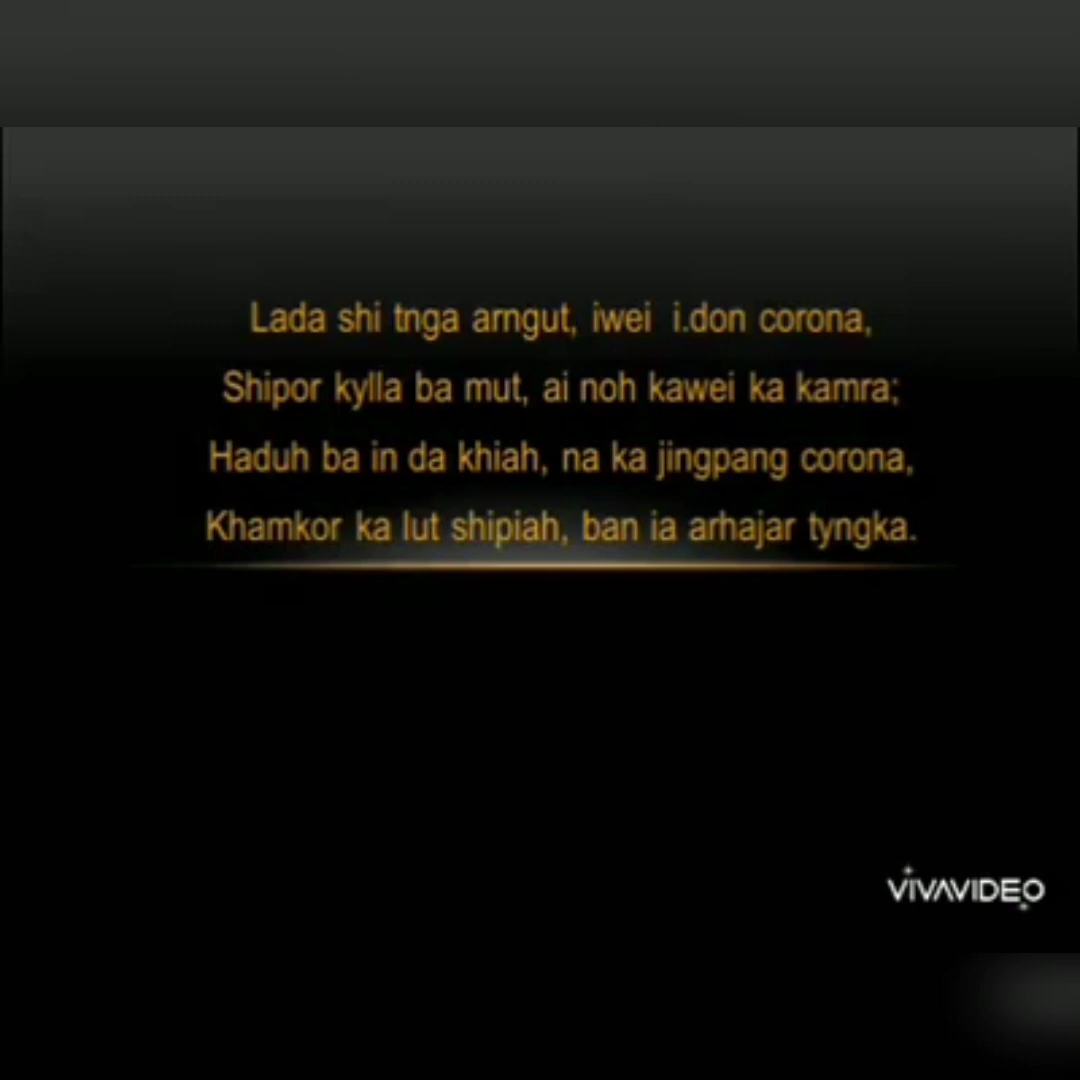 Lada shi tnga arngut, iwei i.don corona,
Shipor kylla ba mut, ai noh kawei ka kamra;
Haduh ba in da khiah, na ka jingpang corona,
Khamkor ka lut shipiah, ban ia arhajar tyngka.
VIVAVIDEO